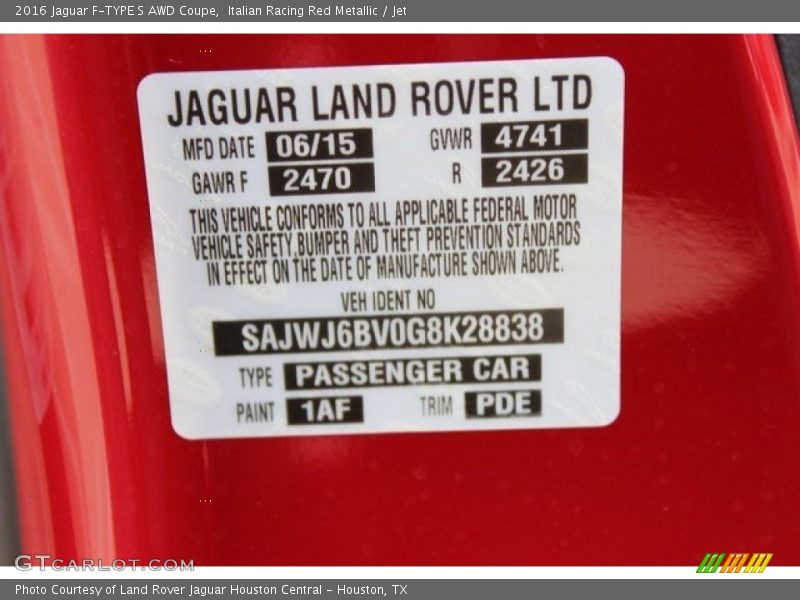 2016 Jaguar F-TYPE S AWD Coupe,  Italian Racing Red Metallic / Jet
JAGUAR LAND ROVER LTD
MFD DATE 06/15 GVWR 4741
GAWR F 2470 R 2426
THIS VEHICLE CONFORMS TO ALL APPLICABLE FEDERAL MOTOR
VEHICLE SAFETY,BUMPER AND THEFT PREVENTION STANDARDS
IN EFFECT ON THE DATE OF MANUFACTURE SHOWN ABOVE.
VEH IDENT NO
SAJWJ6BV0G8K28838
TYPE PASSENGER CAR
PAINT 1AF TRIM PDE
GTCARLOT.COM
Photo Courtesy of Land Rover Jaguar Houston Central - Houston, TX